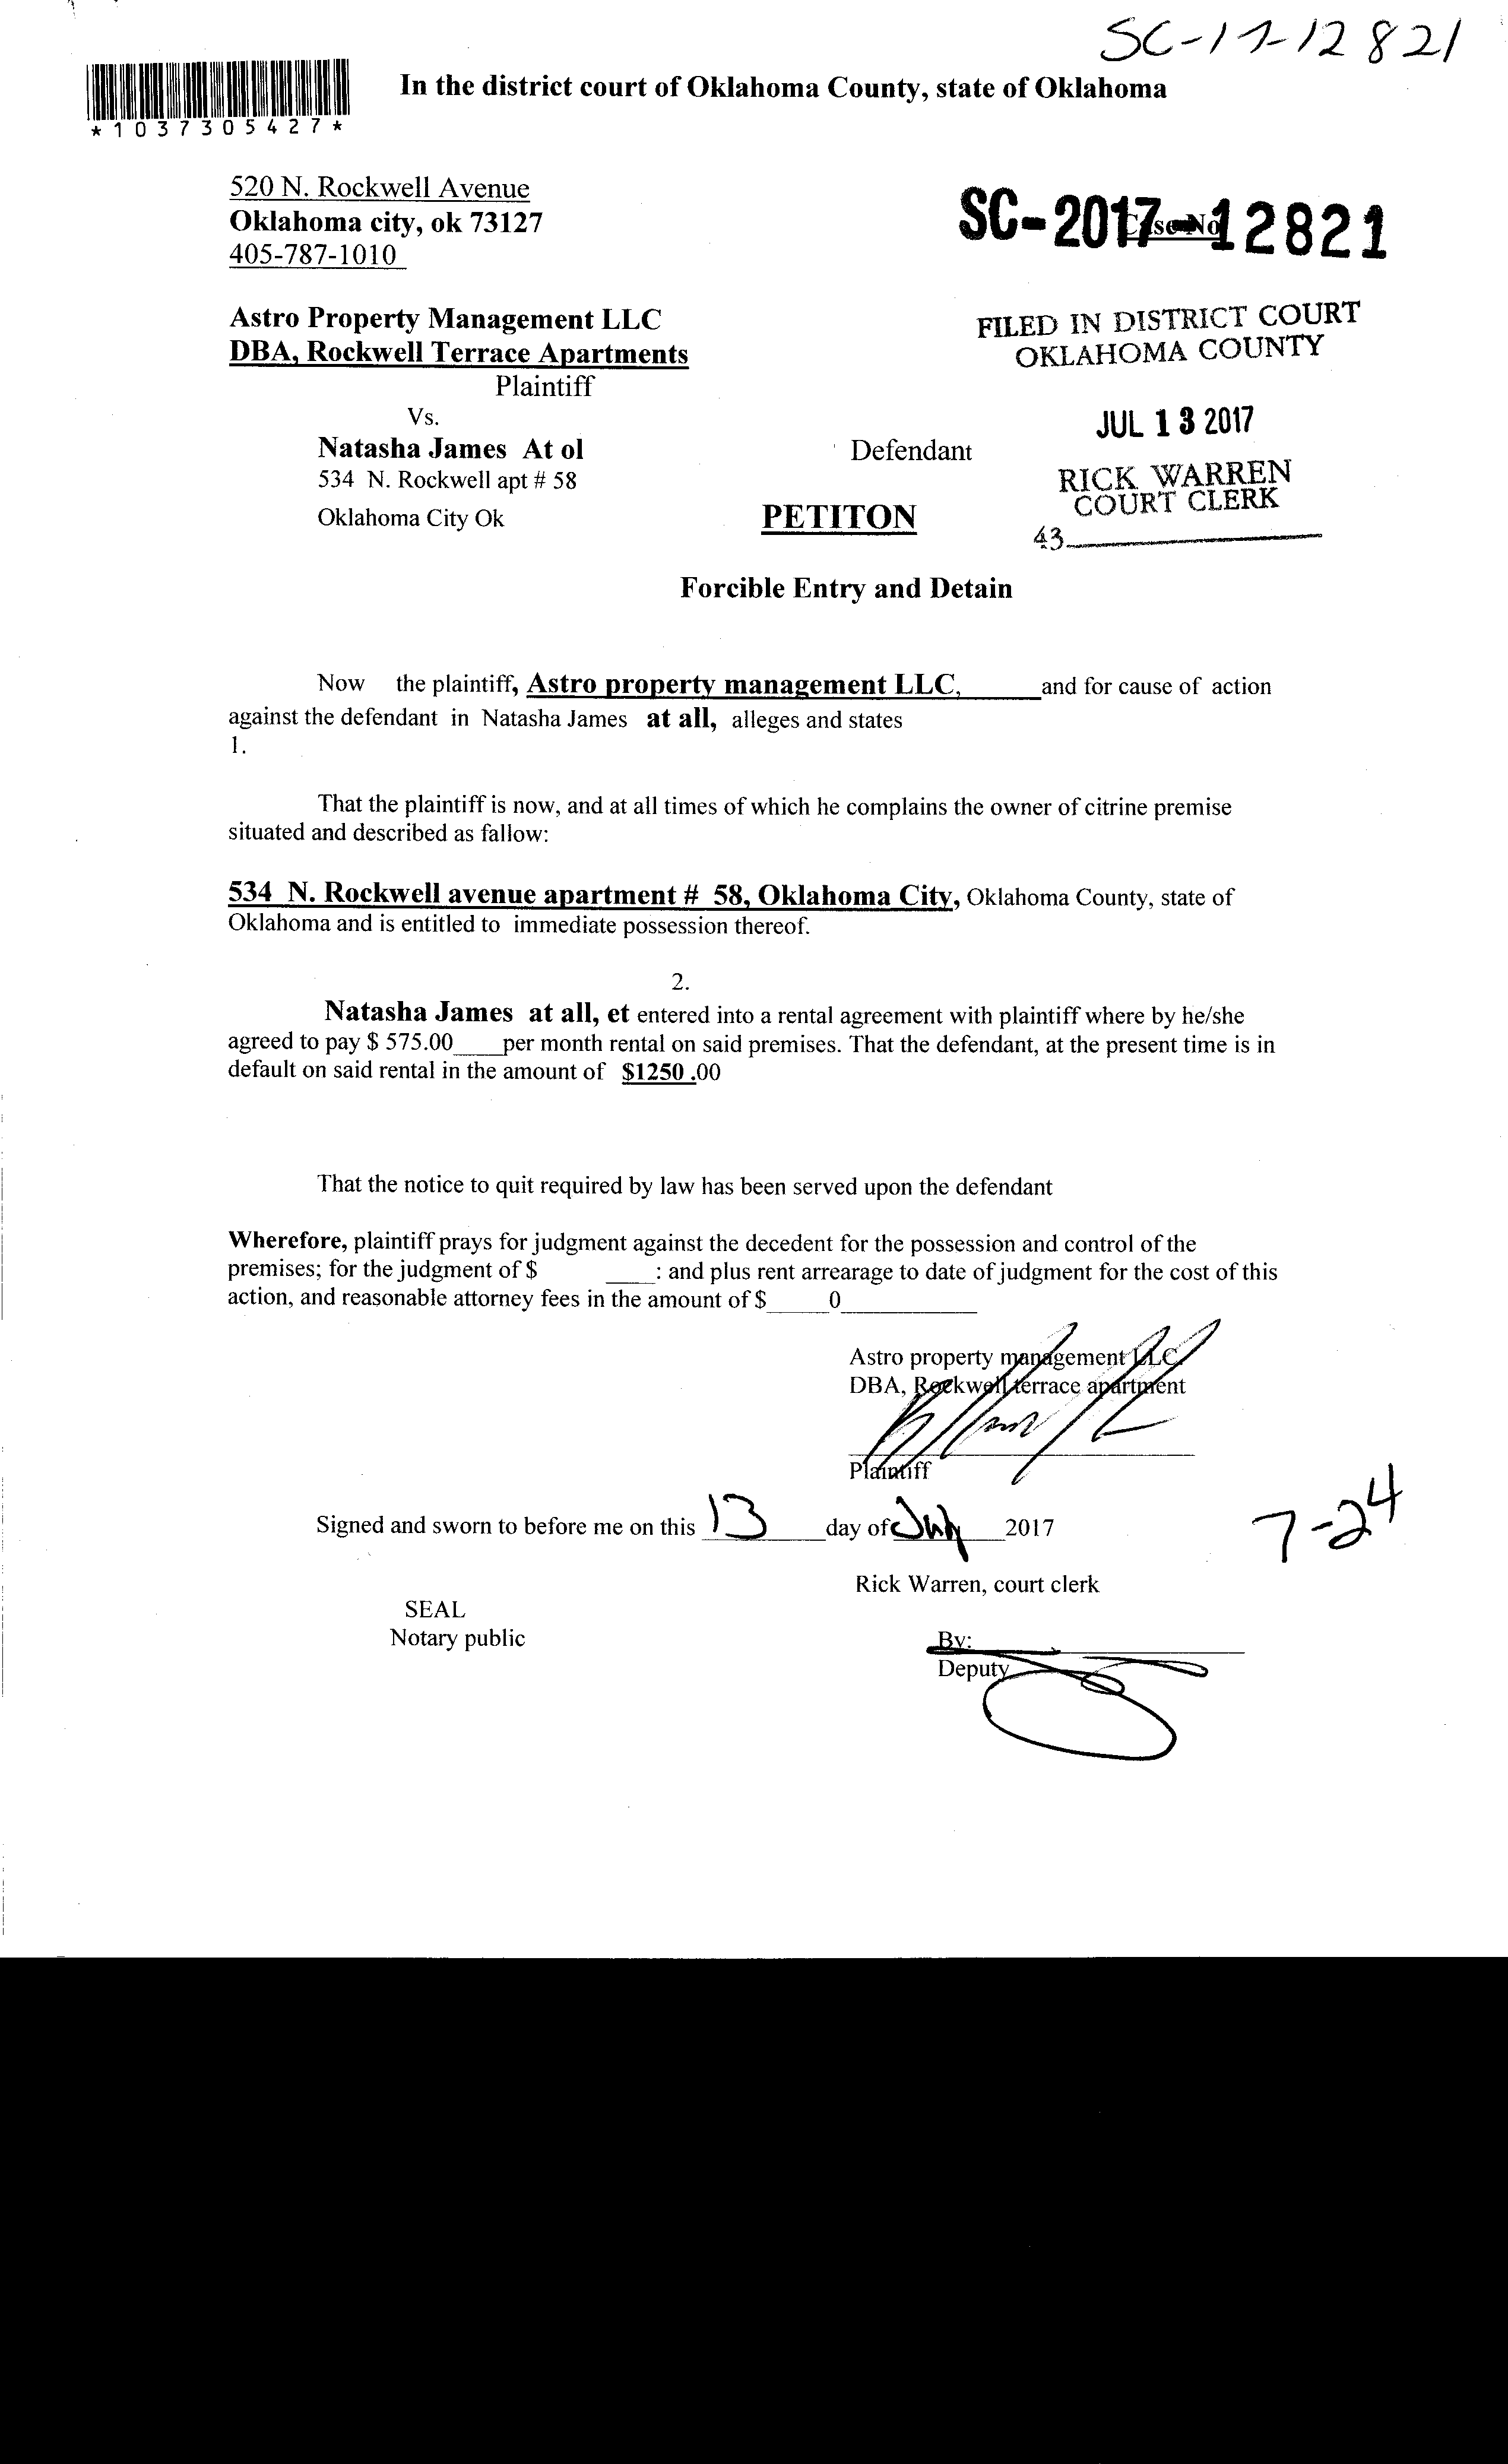 SC-17-12821
In the district court of Oklahoma County, state of Oklahoma
*1037305427*
520 N. Rockwell Avenue
Oklahoma city, ok 73127
405-787-1010
SC-2017-12821
Astro Property Management LLC
DBA, Rockwell Terrace Apartments
Plaintiff
FILED IN DISTRICT COURT
OKLAHOMA COUNTY
Vs.
JUL 13 2017
Natasha James At ol
Defendant
534 N. Rockwell apt # 58
Oklahoma City Ok
RICK WARREN
COURT CLERK
43
PETITON
Forcible Entry and Detain
Now the plaintiff, Astro property management LLC, and for cause of action
against the defendant in Natasha James at all, alleges and states
1.
That the plaintiff is now, and at all times of which he complains the owner of citrine premise
situated and described as fallow:
534 N. Rockwell avenue apartment # 58, Oklahoma City, Oklahoma County, state of
Oklahoma and is entitled to immediate possession thereof.
2.
Natasha James at all, et entered into a rental agreement with plaintiff where by he/she
agreed to pay $ 575.00____per month rental on said premises. That the defendant, at the present time is in
default on said rental in the amount of $1250 .00
That the notice to quit required by law has been served upon the defendant
Wherefore, plaintiff prays for judgment against the decedent for the possession and control of the
premises; for the judgment of $ ____: and plus rent arrearage to date of judgment for the cost of this
action, and reasonable attorney fees in the amount of $_____0___________
Astro property management LLC
DBA, Rockwell terrace apartment
Plaintiff
Signed and sworn to before me on this 13 day of July 2017
7-24
Rick Warren, court clerk
SEAL
Notary public
By:
Deputy